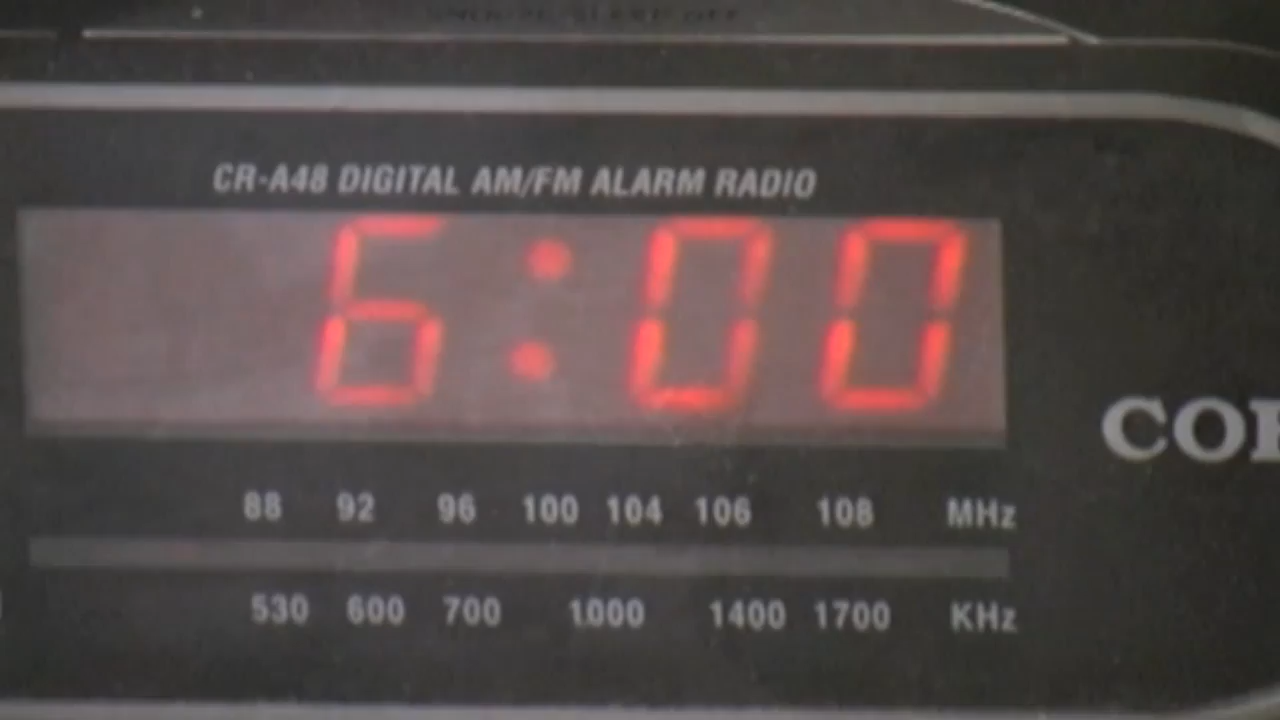 CR-A48 DIGITAL AM/FM ALARM RADIO
6:00
CO
88 92 96 100 104 106 108 MHz
530 600 700 1000 1400 1700 KHz